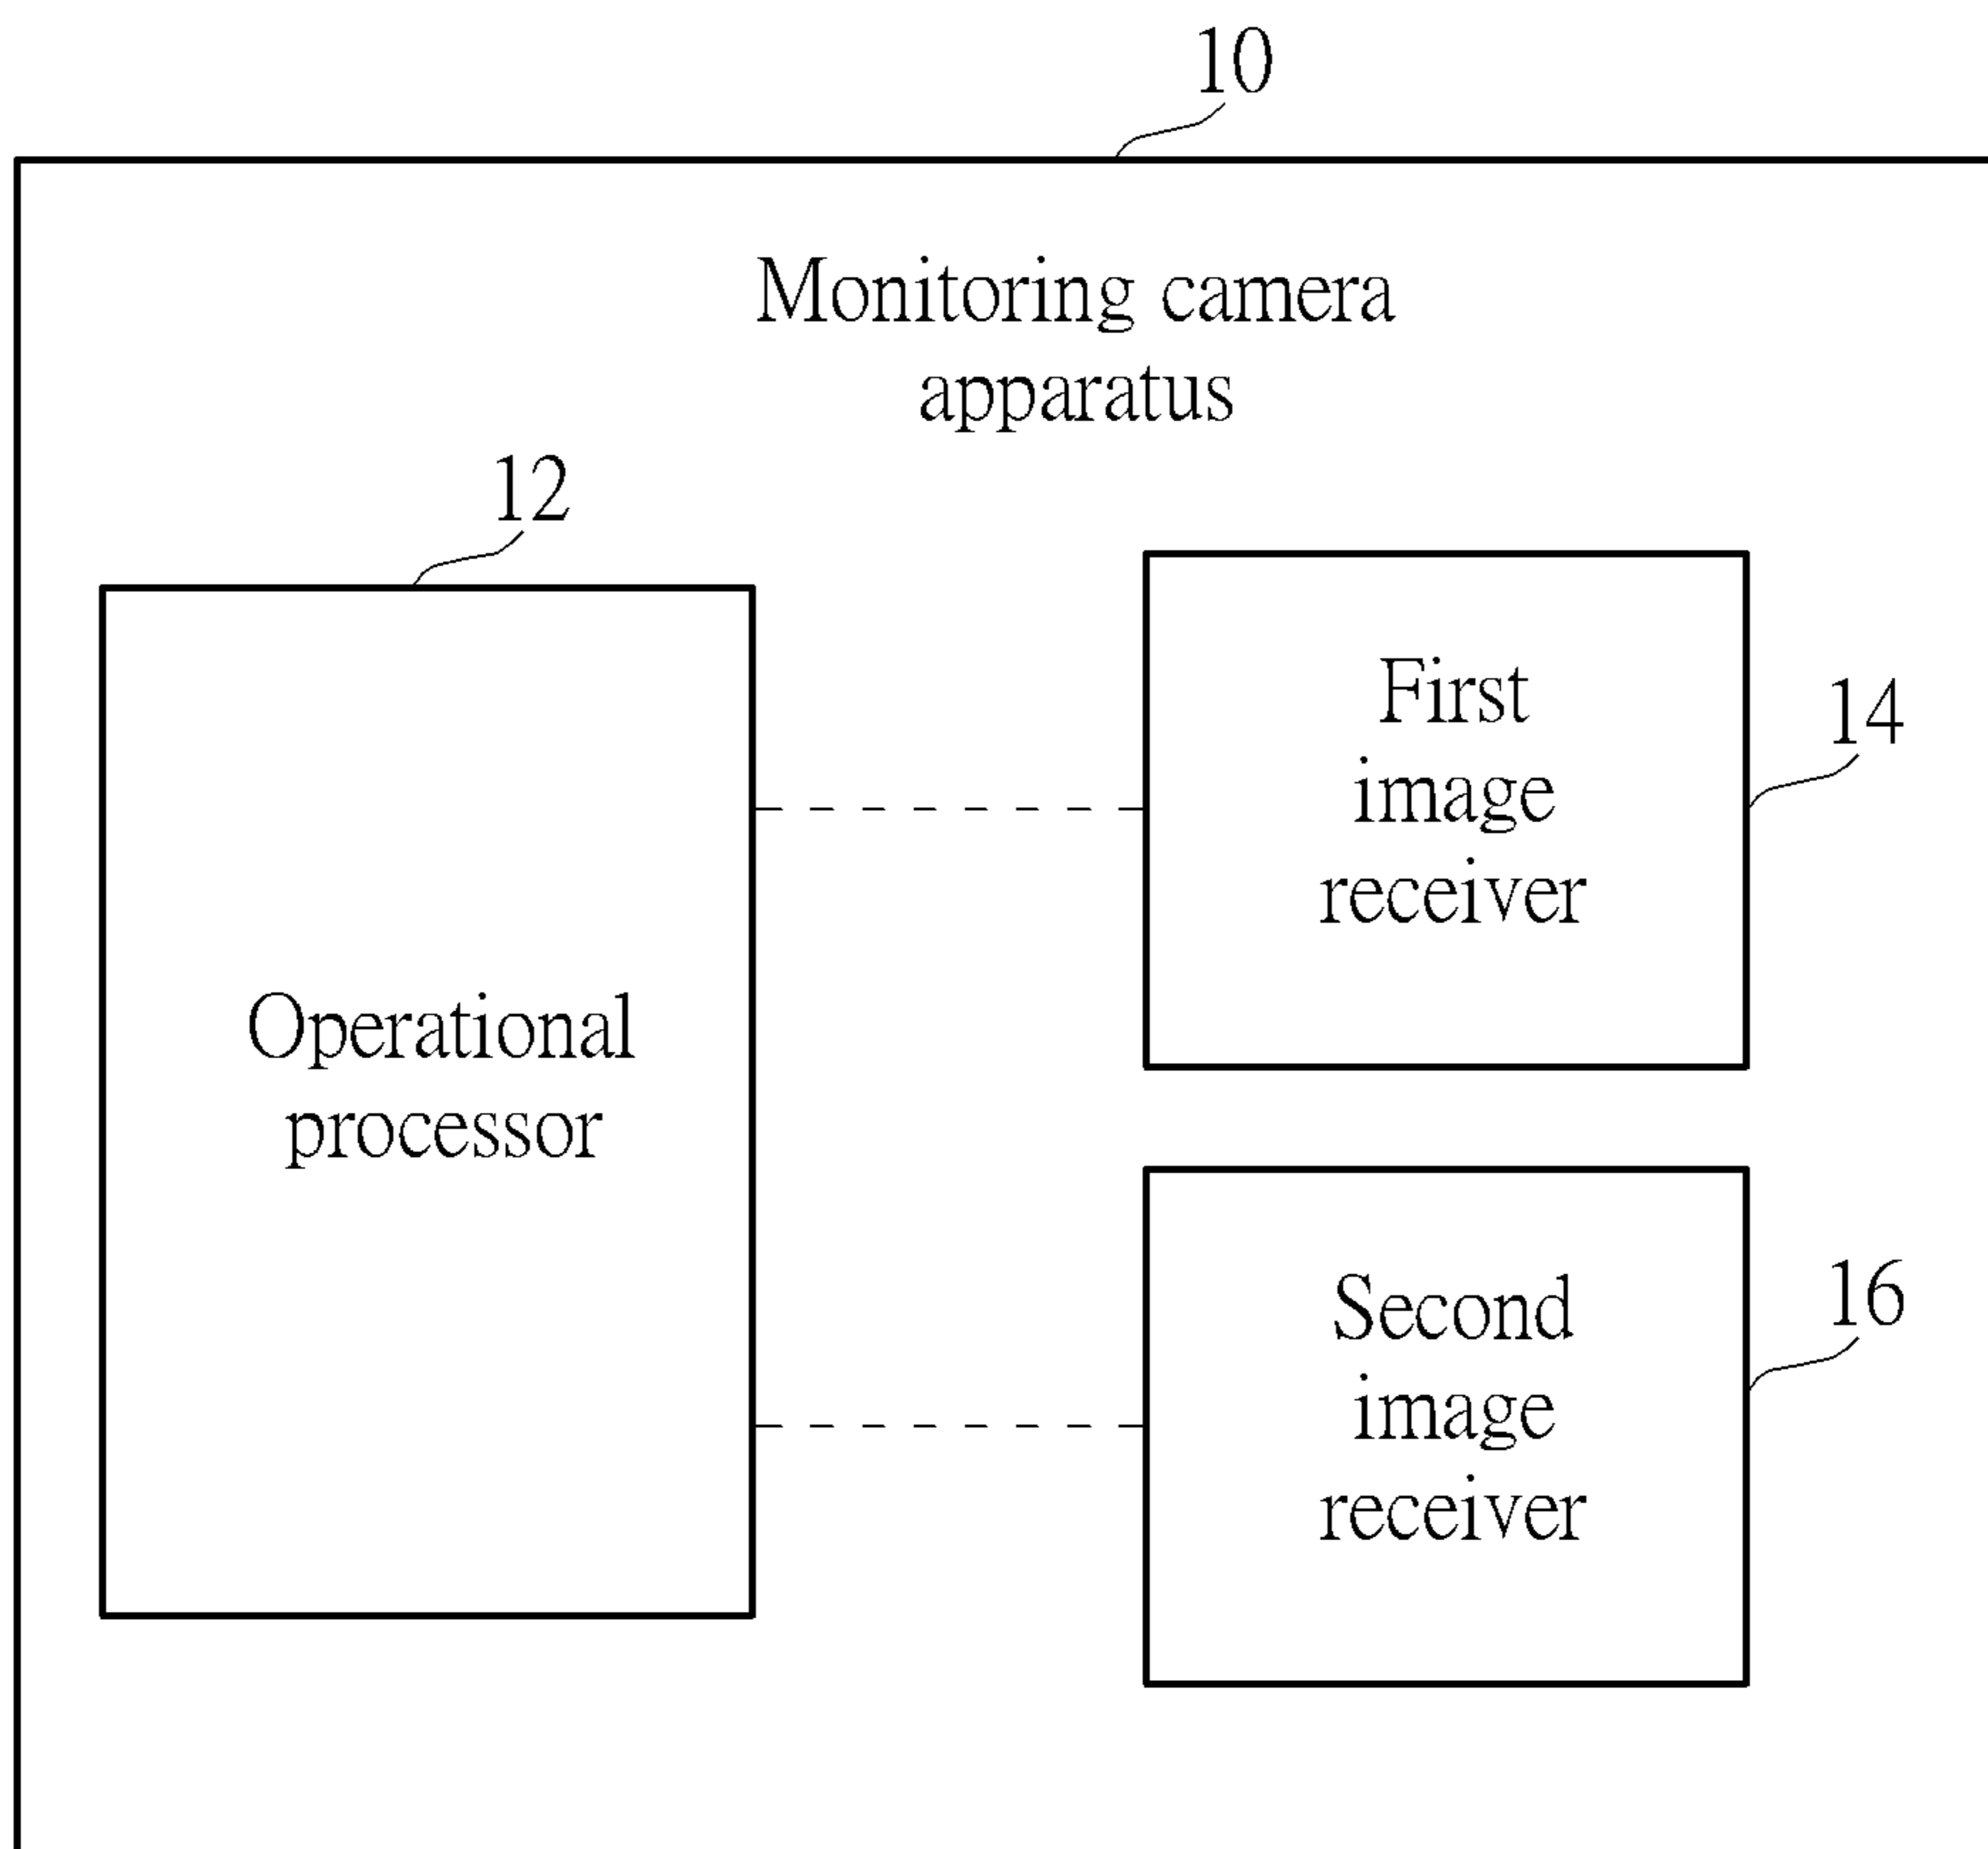 10
Monitoring camera
apparatus
12
Operational
processor
First
image
receiver
14
Second
image
receiver
16